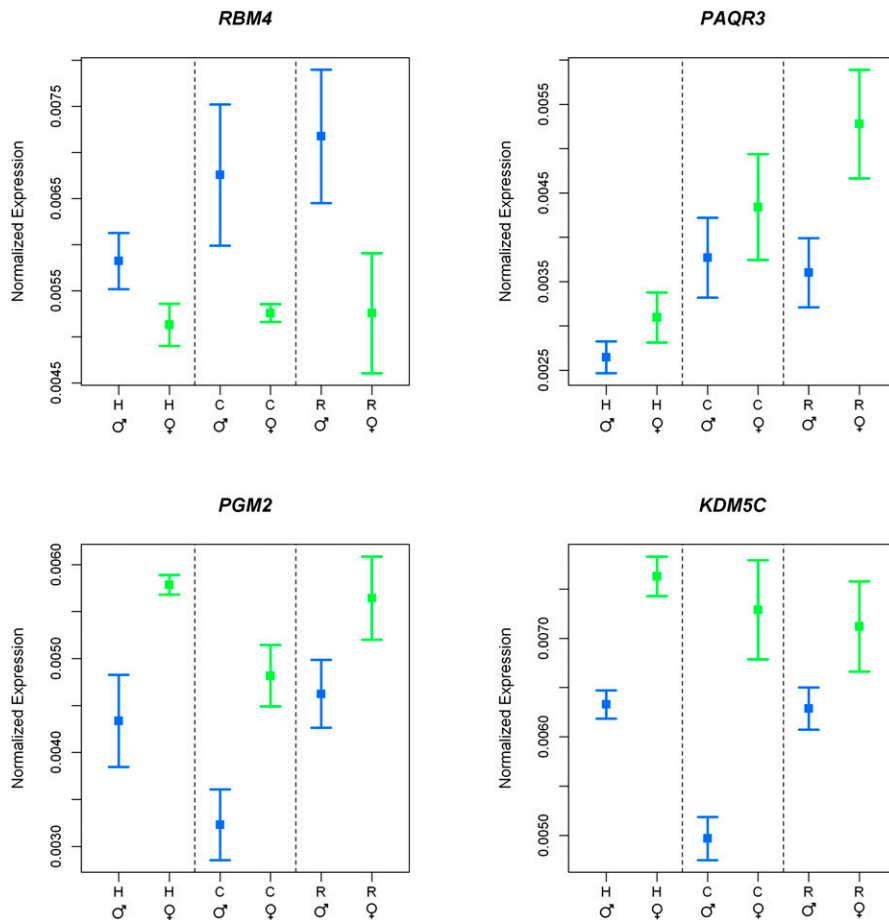 RBM4
Normalized Expression
0.0075
0.0065
0.0055
0.0045
H H C C R R
♂ ♀ ♂ ♀ ♂ ♀
PAQR3
Normalized Expression
0.0055
0.0045
0.0035
0.0025
H H C C R R
♂ ♀ ♂ ♀ ♂ ♀
PGM2
Normalized Expression
0.0060
0.0050
0.0040
0.0030
H H C C R R
♂ ♀ ♂ ♀ ♂ ♀
KDM5C
Normalized Expression
0.0070
0.0060
0.0050
H H C C R R
♂ ♀ ♂ ♀ ♂ ♀